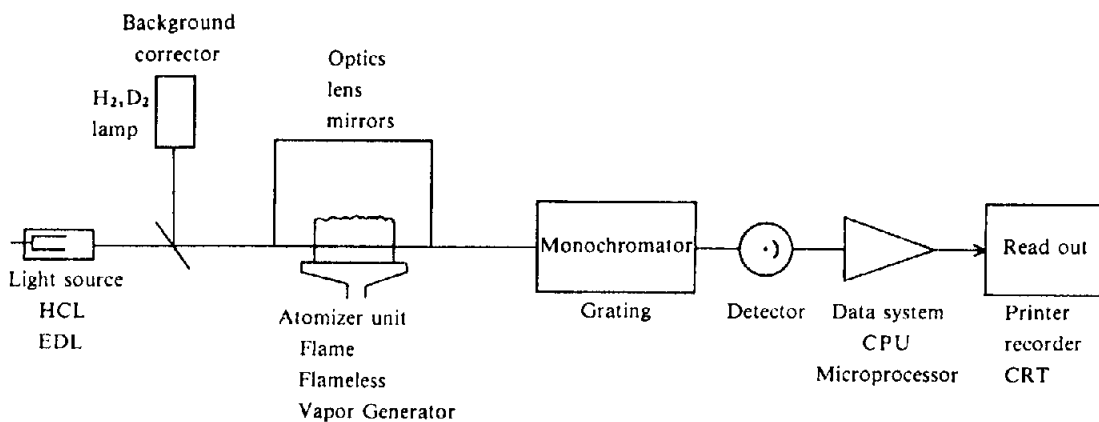 Background
corrector
H₂,D₂
lamp
Optics
lens
mirrors
Light source
HCL
EDL
Atomizer unit
Flame
Flameless
Vapor Generator
Monochromator
Grating
Detector
Data system
CPU
Microprocessor
Read out
Printer
recorder
CRT